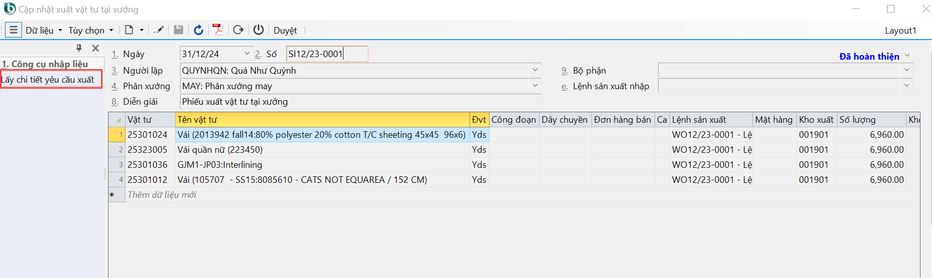 Cập nhật xuất vật tư tại xưởng
Dữ liệu Tùy chọn Duyệt Layout1
1. Công cụ nhập liệu
Lấy chi tiết yêu cầu xuất
1. Ngày 31/12/24 2. Số SI12/23-0001 Đã hoàn thiện
3. Người lập QUYNHQN: Quá Như Quỳnh 9. Bộ phận
4. Phân xưởng MAY: Phân xưởng may e. Lệnh sản xuất nhập
8. Diễn giải Phiếu xuất vật tư tại xưởng
Vật tư Tên vật tư Đvt Công đoạn Dây chuyền Đơn hàng bán Ca Lệnh sản xuất Mặt hàng Kho xuất Số lượng Kh
1 25301024 Vải (2013942 fall14:80% polyester 20% cotton T/C sheeting 45x45 96x6) Yds WO12/23-0001 - Lệ 001901 6,960.00
2 25323005 Vải quần nữ (223450) Yds WO12/23-0001 - Lệ 001901 6,960.00
3 25301036 GJM1-JP03:Interlining Yds WO12/23-0001 - Lệ 001901 6,960.00
4 25301012 Vải (105707 - SS15:8085610 - CATS NOT EQUAREA / 152 CM) Yds WO12/23-0001 - Lệ 001901 6,960.00
* Thêm dữ liệu mới